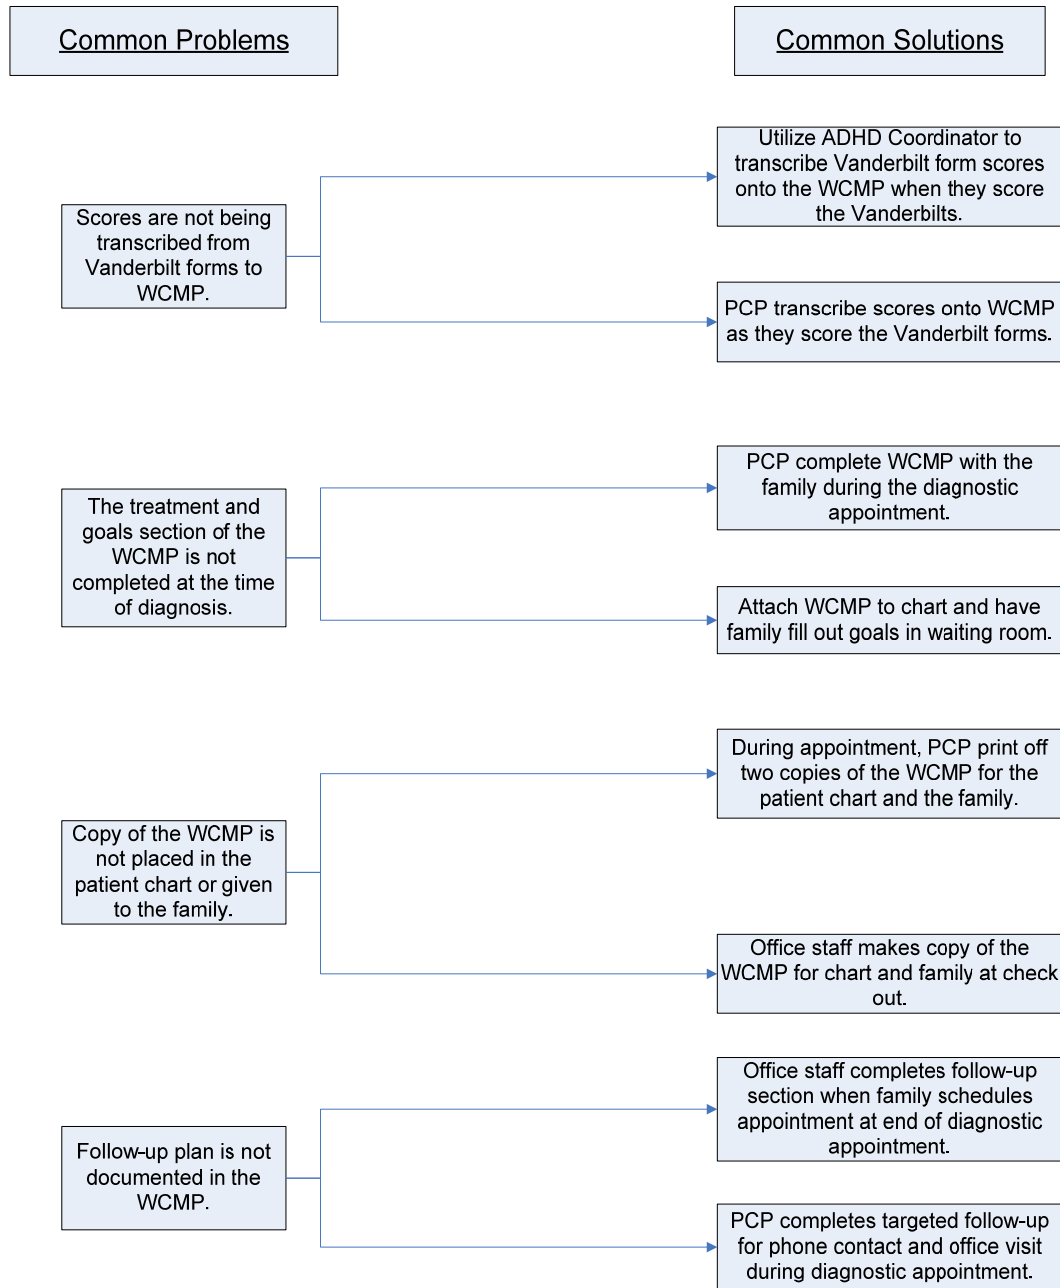 Common Problems
Common Solutions
Scores are not being
transcribed from
Vanderbilt forms to
WCMP.
Utilize ADHD Coordinator to
transcribe Vanderbilt form scores
onto the WCMP when they score
the Vanderbilts.
PCP transcribe scores onto WCMP
as they score the Vanderbilt forms.
The treatment and
goals section of the
WCMP is not
completed at the time
of diagnosis.
PCP complete WCMP with the
family during the diagnostic
appointment.
Attach WCMP to chart and have
family fill out goals in waiting room.
Copy of the WCMP is
not placed in the
patient chart or given
to the family.
During appointment, PCP print off
two copies of the WCMP for the
patient chart and the family.
Office staff makes copy of the
WCMP for chart and family at check
out.
Follow-up plan is not
documented in the
WCMP.
Office staff completes follow-up
section when family schedules
appointment at end of diagnostic
appointment.
PCP completes targeted follow-up
for phone contact and office visit
during diagnostic appointment.